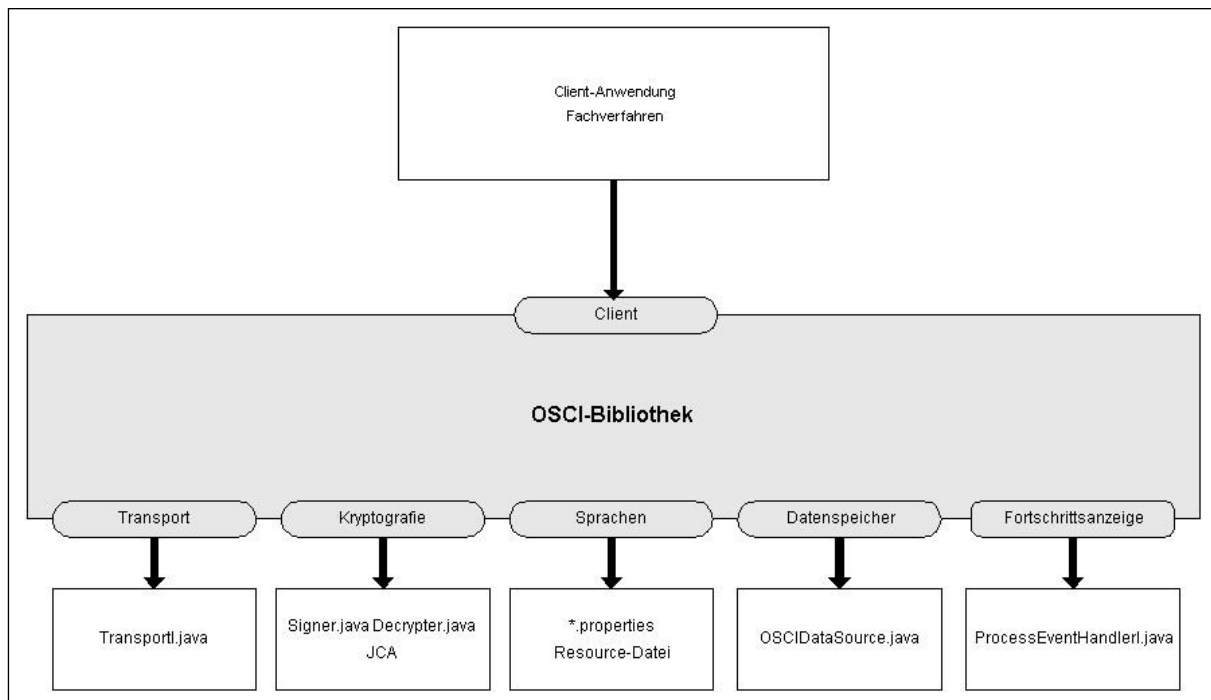 Client-Anwendung
Fachverfahren
Client
OSCI-Bibliothek
Transport
Kryptografie
Sprachen
Datenspeicher
Fortschrittsanzeige
TransportI.java
Signer.java Decrypter.java
JCA
*.properties
Resource-Datei
OSCIDataSource.java
ProcessEventHandlerI.java